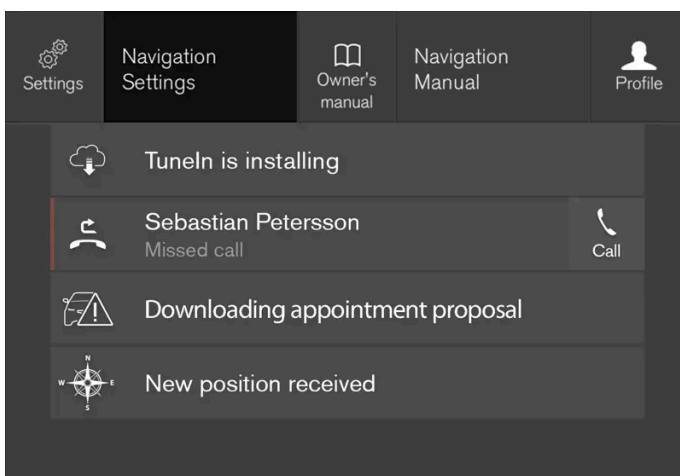 Settings
Navigation
Settings
Owner's
manual
Navigation
Manual
Profile
TuneIn is installing
Sebastian Petersson
Missed call
Call
Downloading appointment proposal
N
W
E
S
New position received